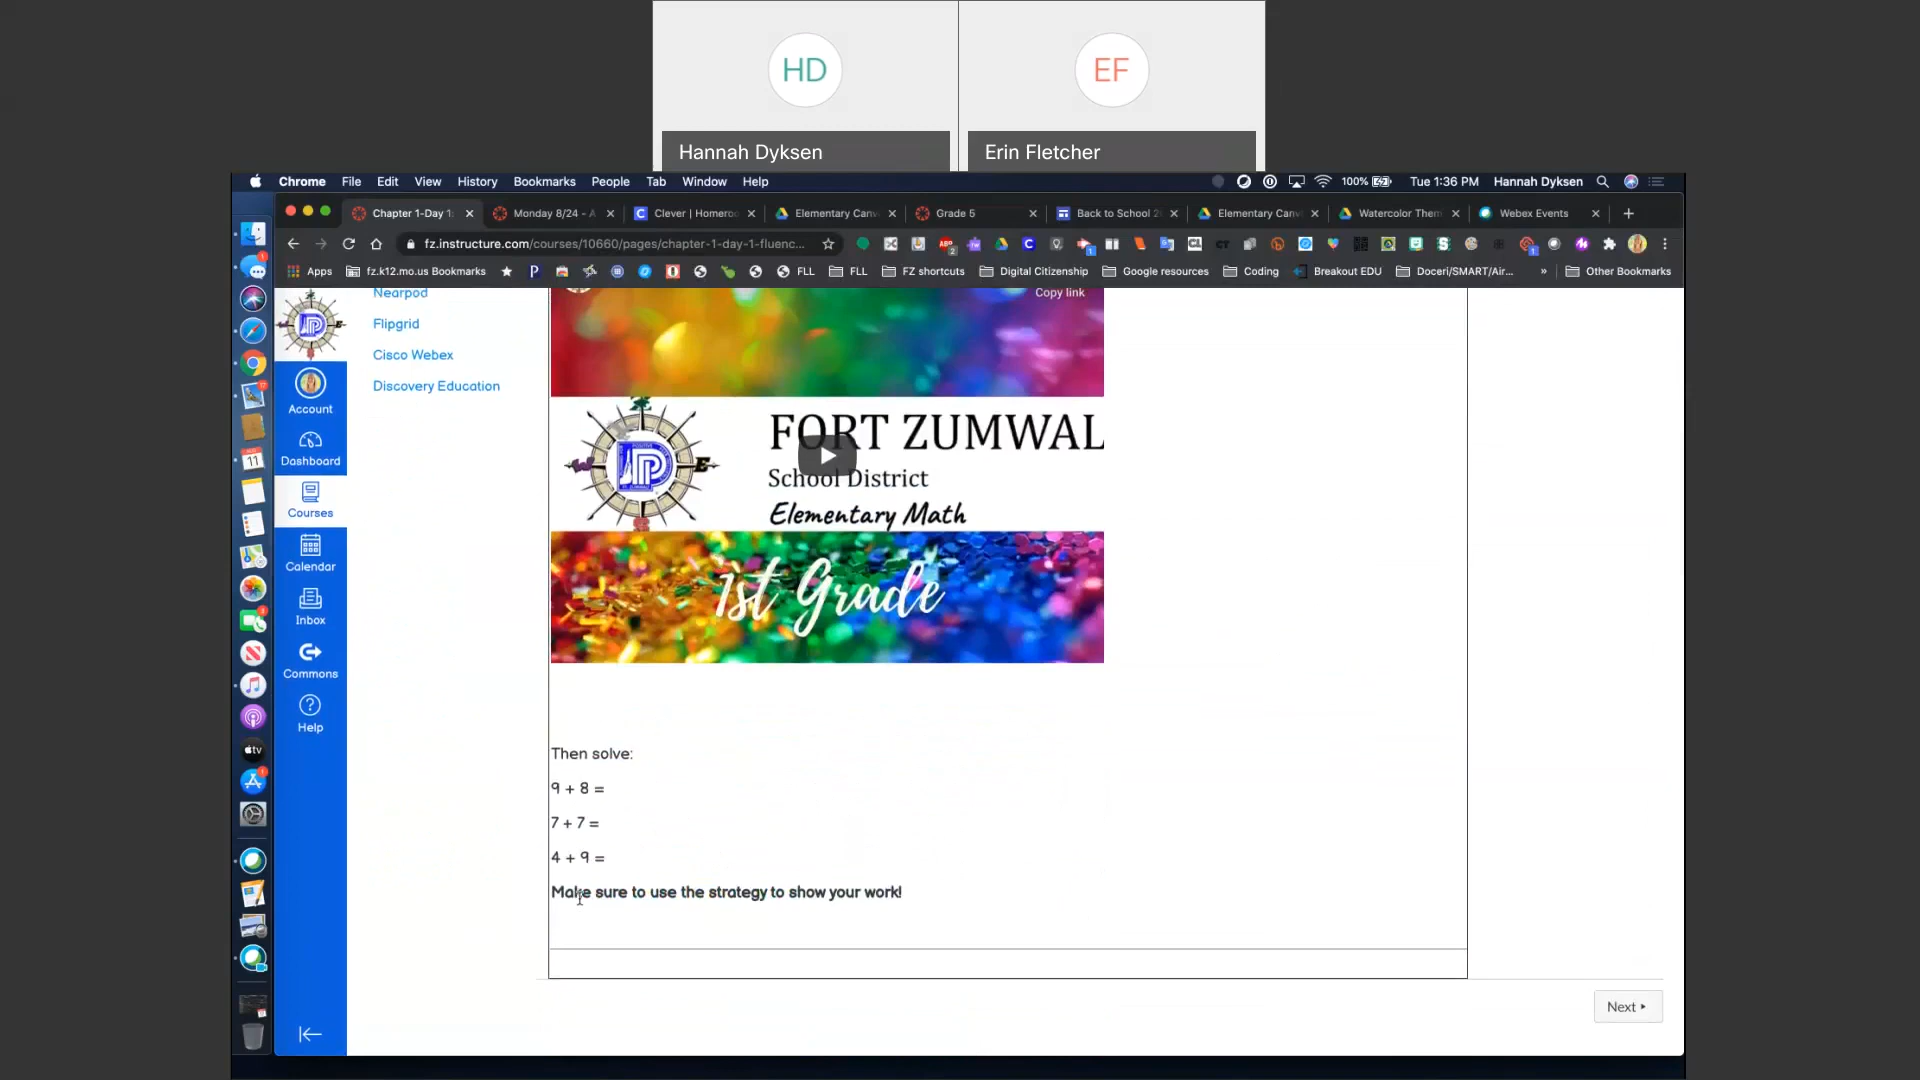 HD
EF
Hannah Dyksen
Erin Fletcher
Chrome File Edit View History Bookmarks People Tab Window Help
100% Tue 1:36 PM Hannah Dyksen
Chapter 1-Day 1:
Monday 8/24 - A
Clever | Homeroo
Elementary Canv
Grade 5
Back to School 2
Elementary Canv
Watercolor Them
Webex Events
fz.instructure.com/courses/10660/pages/chapter-1-day-1-fluenc...
Apps
fz.k12.mo.us Bookmarks
FLL
FLL
FZ shortcuts
Digital Citizenship
Google resources
Coding
Breakout EDU
Doceri/SMART/Air...
»
Other Bookmarks
Account
Dashboard
Courses
Calendar
Inbox
Commons
Help
Nearpod
Flipgrid
Cisco Webex
Discovery Education
Copy link
FORT ZUMWAL
School District
Elementary Math
1st Grade
Then solve:
9 + 8 =
7 + 7 =
4 + 9 =
Make sure to use the strategy to show your work!
Next